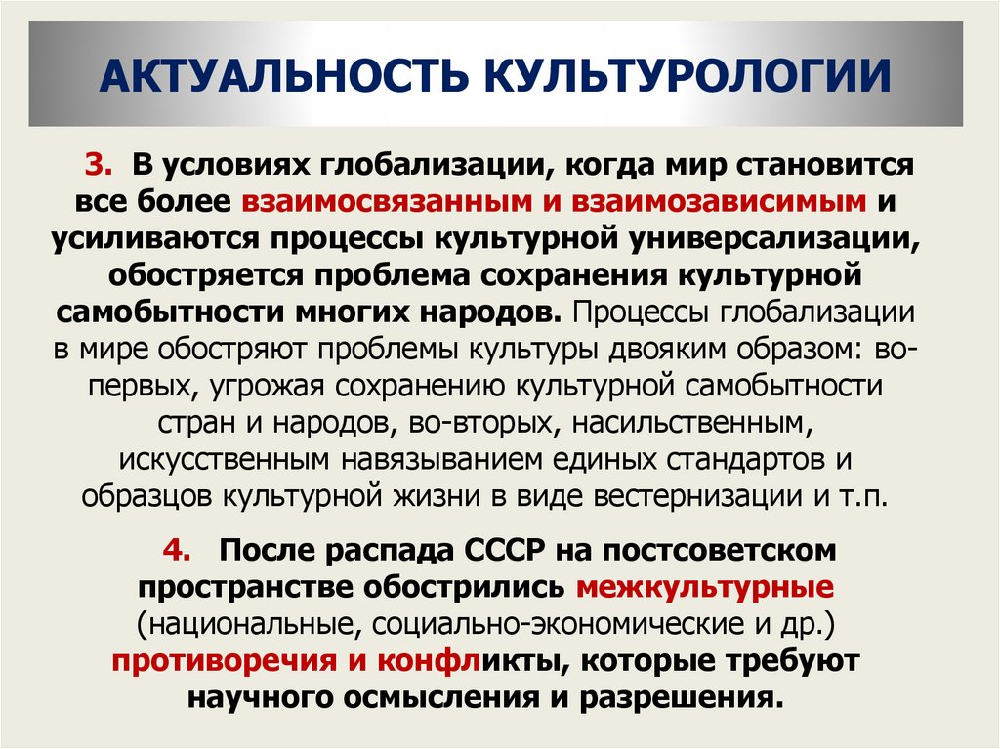 АКТУАЛЬНОСТЬ КУЛЬТУРОЛОГИИ
3. В условиях глобализации, когда мир становится
все более взаимосвязанным и взаимозависимым и
усиливаются процессы культурной универсализации,
обостряется проблема сохранения культурной
самобытности многих народов. Процессы глобализации
в мире обостряют проблемы культуры двояким образом: во-
первых, угрожая сохранению культурной самобытности
стран и народов, во-вторых, насильственным,
искусственным навязыванием единых стандартов и
образцов культурной жизни в виде вестернизации и т.п.
4. После распада СССР на постсоветском
пространстве обострились межкультурные
(национальные, социально-экономические и др.)
противоречия и конфликты, которые требуют
научного осмысления и разрешения.